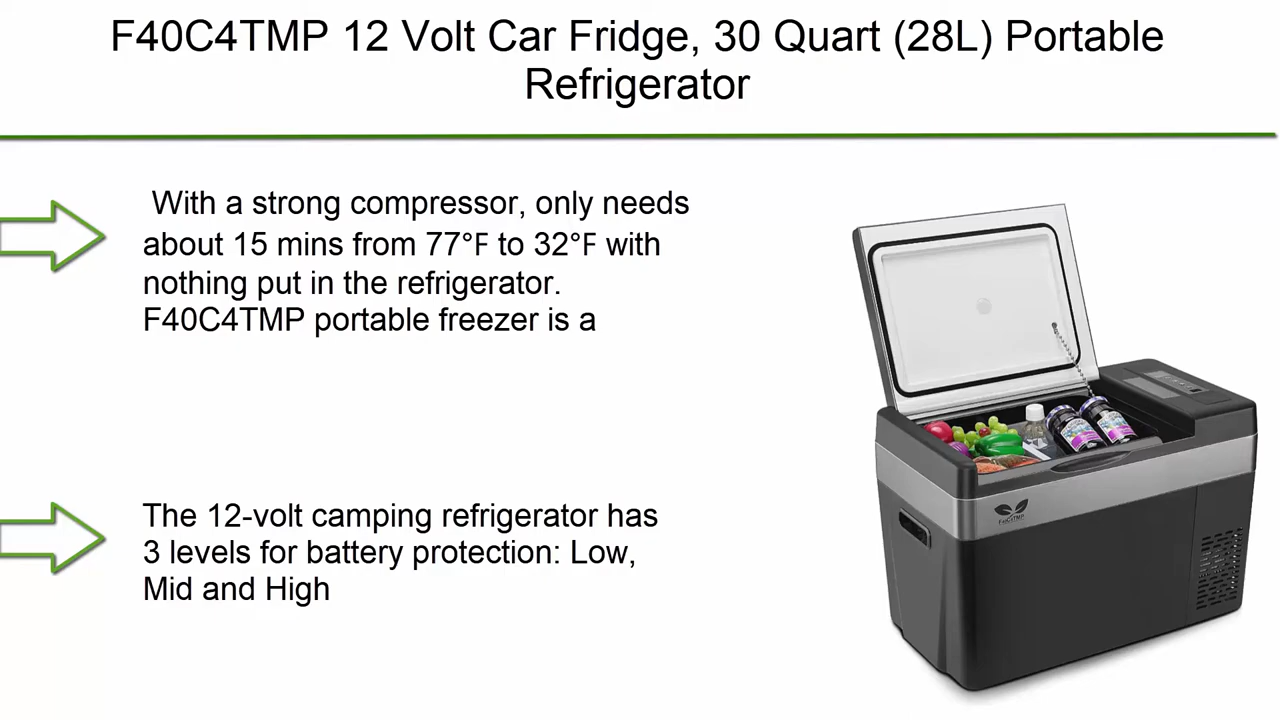 F40C4TMP 12 Volt Car Fridge, 30 Quart (28L) Portable
Refrigerator
With a strong compressor, only needs
about 15 mins from 77°F to 32°F with
nothing put in the refrigerator.
F40C4TMP portable freezer is a
The 12-volt camping refrigerator has
3 levels for battery protection: Low,
Mid and High